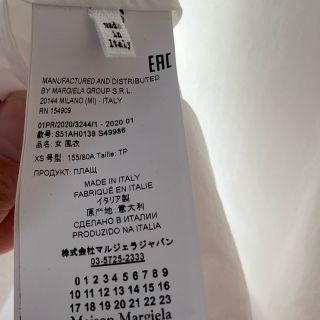 made
in
Italy
EAC
MANUFACTURED AND DISTRIBUTED
BY MARGIELA GROUP S.R.L.
20144 MILANO (MI) - ITALY
RN 154909
01PR/2020/3244/1 - 2020 01
款号: S51AH0139 S49986
品名: 女 風衣
XS 号型: 155/80A Taille: TP
ПРОДУКТ: ПЛАЩ
MADE IN ITALY
FABRIQUÉ EN ITALIE
イタリア製
原产地: 意大利
СДЕЛАНО В ИТАЛИИ
PRODUZIDO NA ITALIA
株式会社マルジェラジャパン
03-5725-2333
0 1 2 3 4 5 6 7 8 9
10 11 12 13 14 15 16
17 18 19 20 21 22 23
Maison Margiela